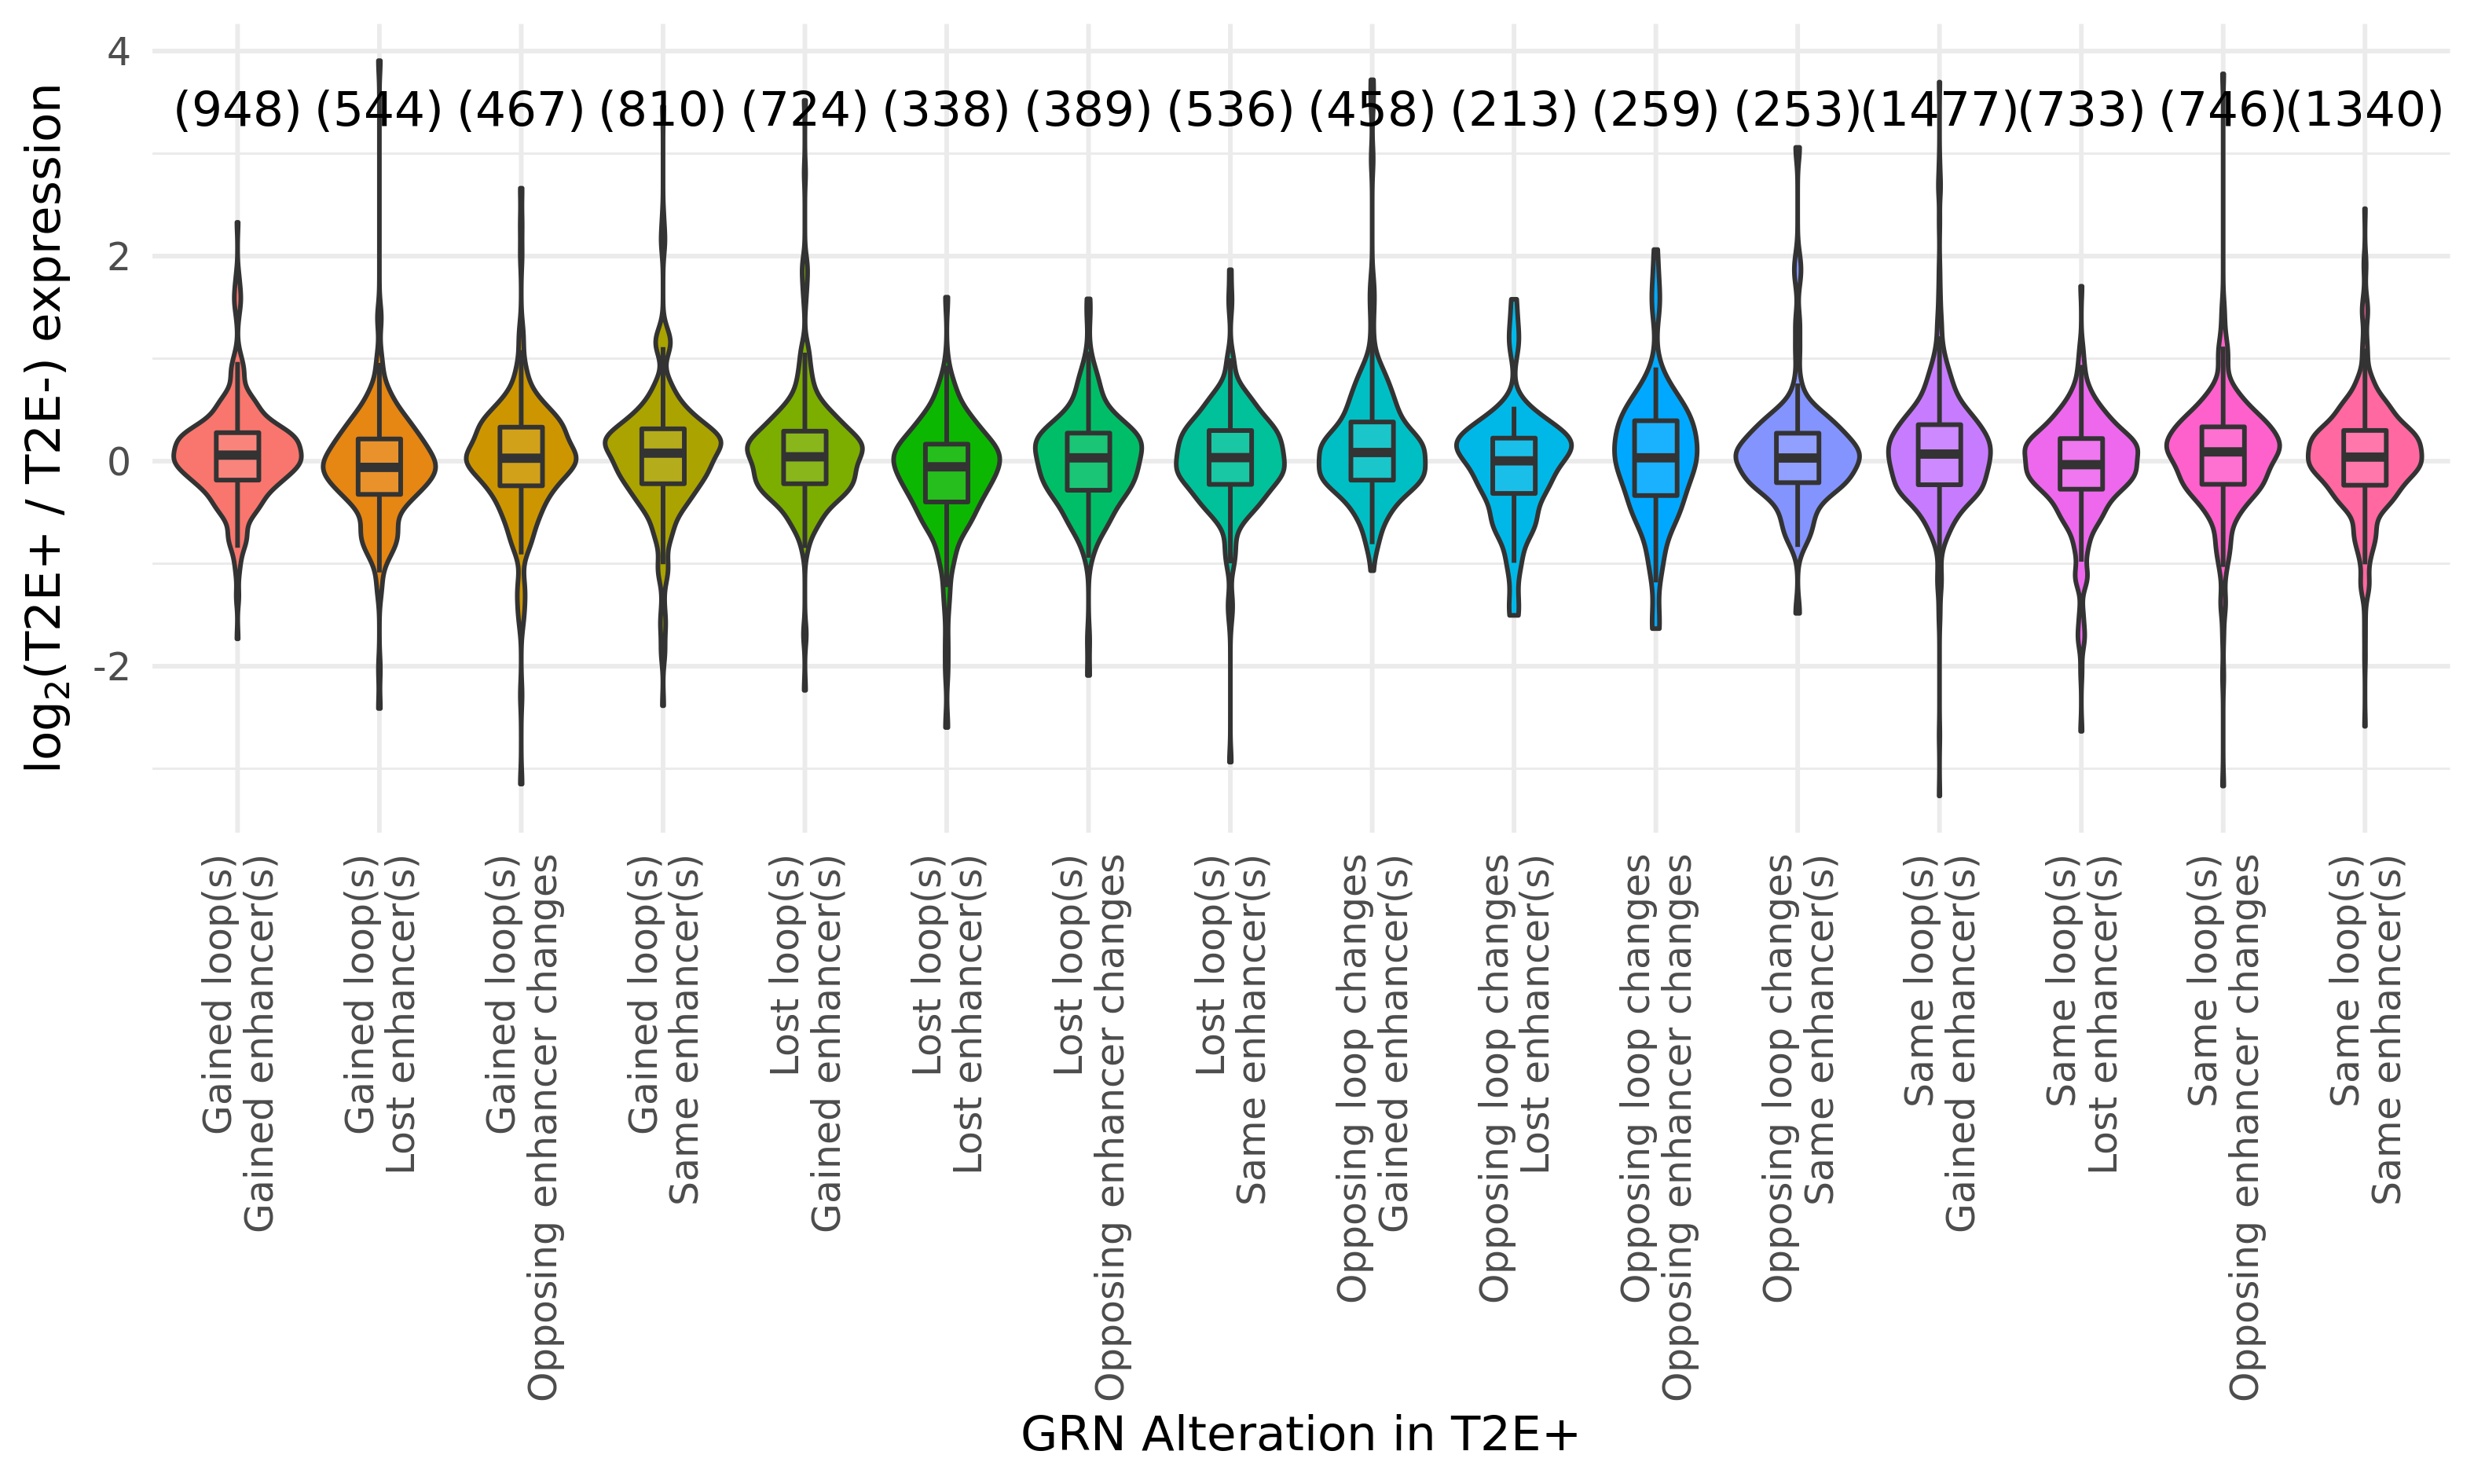 log₂(T2E+ / T2E-) expression
4
2
0
-2
(948) (544) (467) (810) (724) (338) (389) (536) (458) (213) (259) (253) (1477) (733) (746) (1340)
Gained loop(s)
Gained enhancer(s)
Gained loop(s)
Lost enhancer(s)
Gained loop(s)
Opposing enhancer changes
Gained loop(s)
Same enhancer(s)
Lost loop(s)
Gained enhancer(s)
Lost loop(s)
Lost enhancer(s)
Lost loop(s)
Opposing enhancer changes
Lost loop(s)
Same enhancer(s)
Opposing loop changes
Gained enhancer(s)
Opposing loop changes
Lost enhancer(s)
Opposing loop changes
Opposing enhancer changes
Opposing loop changes
Same enhancer(s)
Same loop(s)
Gained enhancer(s)
Same loop(s)
Lost enhancer(s)
Same loop(s)
Opposing enhancer changes
Same loop(s)
Same enhancer(s)
GRN Alteration in T2E+